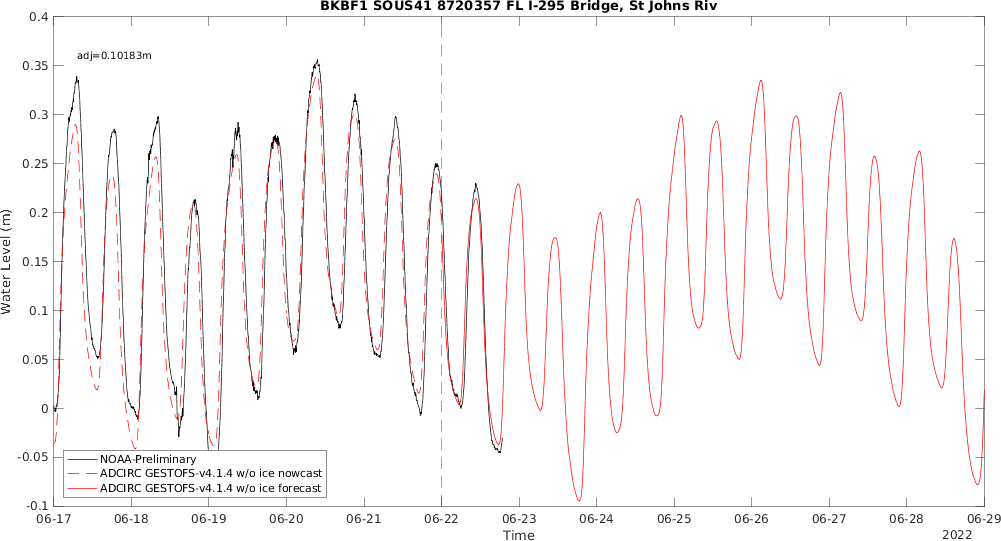 BKBF1 SOUS41 8720357 FL I-295 Bridge, St Johns Riv
adj=0.10183m
0.4
0.35
0.3
0.25
0.2
0.15
0.1
0.05
0
-0.05
-0.1
Water Level (m)
NOAA-Preliminary
ADCIRC GESTOFS-v4.1.4 w/o ice nowcast
ADCIRC GESTOFS-v4.1.4 w/o ice forecast
06-17 06-18 06-19 06-20 06-21 06-22 06-23 06-24 06-25 06-26 06-27 06-28 06-29
Time
2022